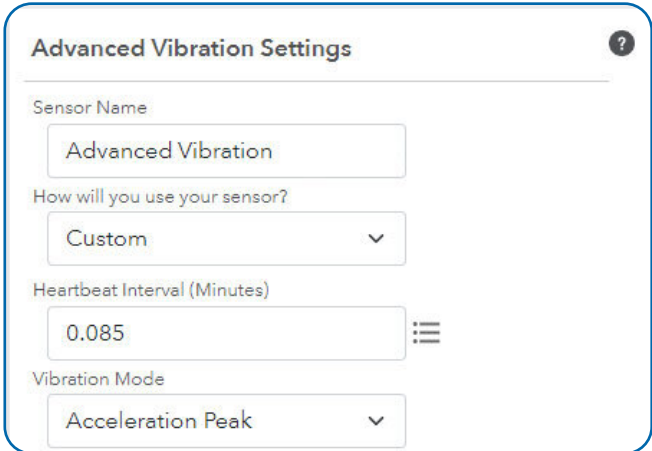 Advanced Vibration Settings
?
Sensor Name
Advanced Vibration
How will you use your sensor?
Custom
Heartbeat Interval (Minutes)
0.085
Vibration Mode
Acceleration Peak